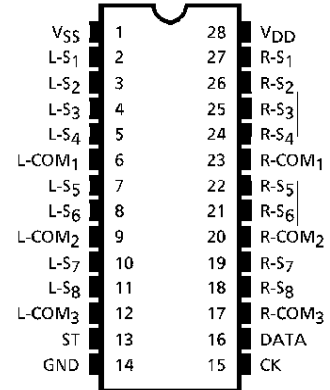 VSS 1 28 VDD
L-S1 2 27 R-S1
L-S2 3 26 R-S2
L-S3 4 25 R-S3
L-S4 5 24 R-S4
L-COM1 6 23 R-COM1
L-S5 7 22 R-S5
L-S6 8 21 R-S6
L-COM2 9 20 R-COM2
L-S7 10 19 R-S7
L-S8 11 18 R-S8
L-COM3 12 17 R-COM3
ST 13 16 DATA
GND 14 15 CK